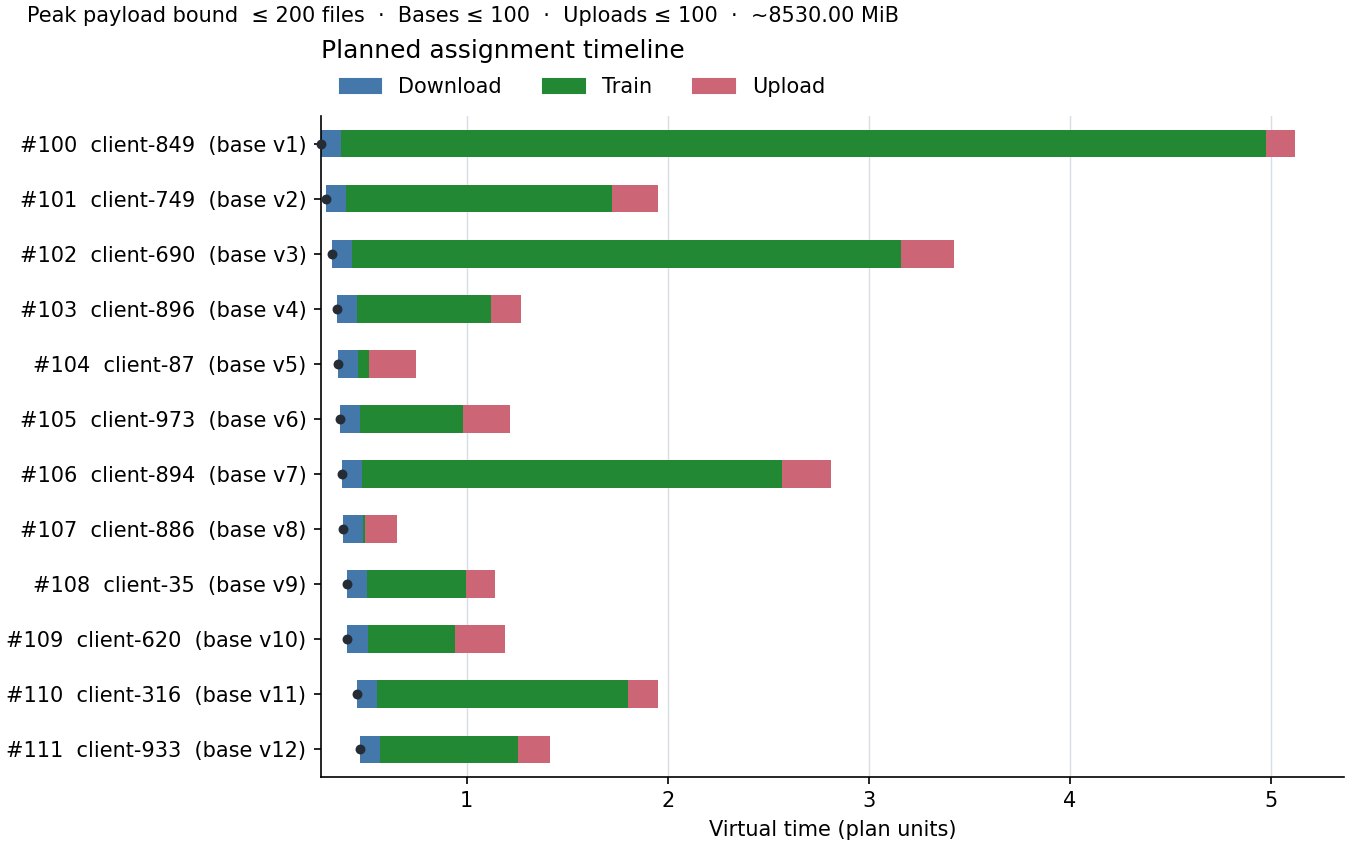 Peak payload bound ≤ 200 files · Bases ≤ 100 · Uploads ≤ 100 · ~8530.00 MiB
Planned assignment timeline
Download Train Upload
#100 client-849 (base v1)
#101 client-749 (base v2)
#102 client-690 (base v3)
#103 client-896 (base v4)
#104 client-87 (base v5)
#105 client-973 (base v6)
#106 client-894 (base v7)
#107 client-886 (base v8)
#108 client-35 (base v9)
#109 client-620 (base v10)
#110 client-316 (base v11)
#111 client-933 (base v12)
1 2 3 4 5
Virtual time (plan units)